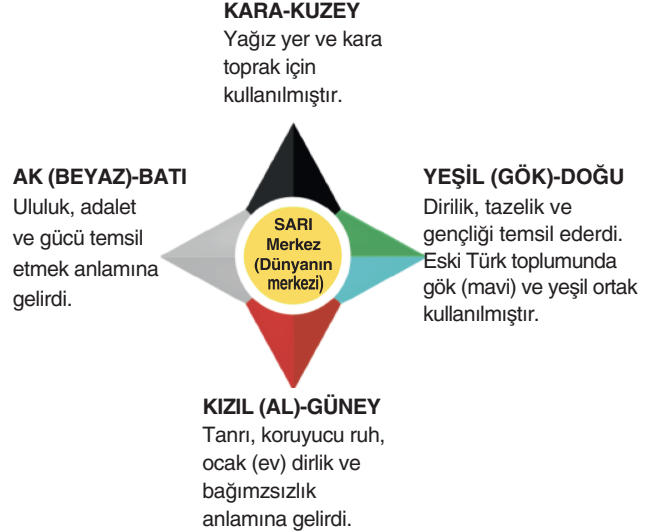 KARA-KUZEY
Yağız yer ve kara
toprak için
kullanılmıştır.
AK (BEYAZ)-BATI
Ululuk, adalet
ve gücü temsil
etmek anlamına
gelirdi.
SARI
Merkez
(Dünyanın
merkezi)
YEŞİL (GÖK)-DOĞU
Dirilik, tazelik ve
gençliği temsil ederdi.
Eski Türk toplumunda
gök (mavi) ve yeşil ortak
kullanılmıştır.
KIZIL (AL)-GÜNEY
Tanrı, koruyucu ruh,
ocak (ev) dirlik ve
bağımzsızlık
anlamına gelirdi.